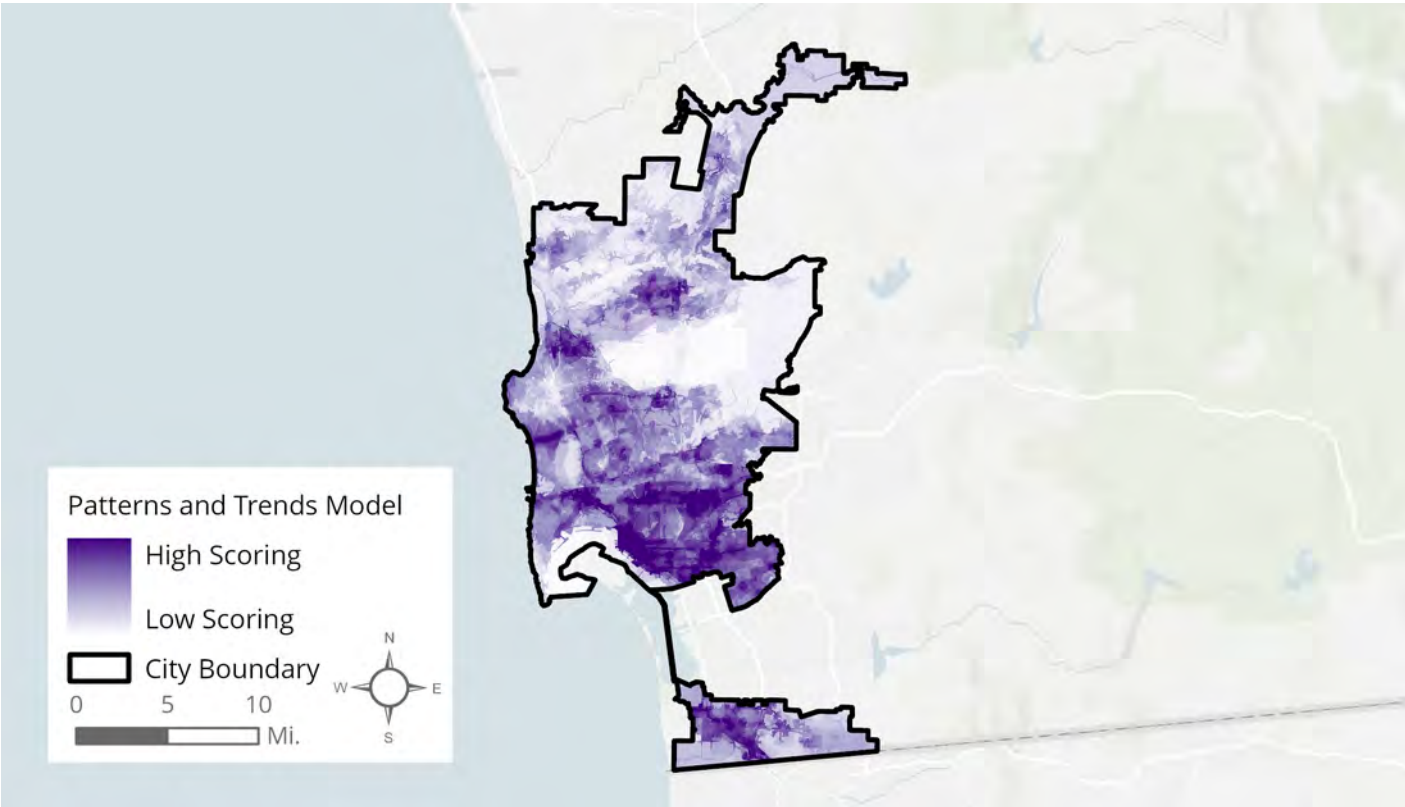 Patterns and Trends Model
High Scoring
Low Scoring
City Boundary
N
W E
S
0 5 10
Mi.